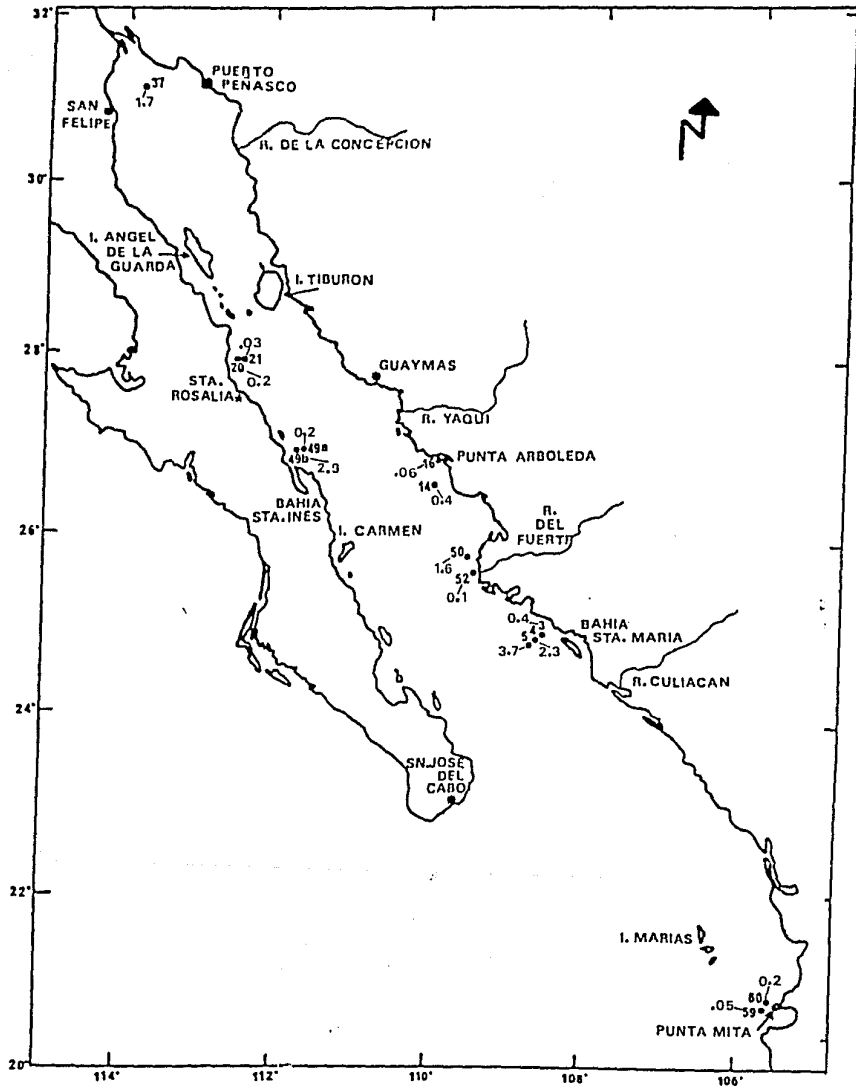 32°
PUERTO
PEÑASCO
37
1.7
SAN
FELIPE
R. DE LA CONCEPCION
N
30°
I. ANGEL
DE LA
GUARDA
I. TIBURON
28°
.03
21
20
0.2
GUAYMAS
STA.
ROSALIA
R. YAQUI
0.2
49a
49b
2.3
PUNTA ARBOLEDA
.06
16
14
0.4
BAHIA
STA. INES
R.
DEL
FUERTE
I. CARMEN
26°
50
1.6
52
0.1
0.4
3
4
5
3.7
2.3
BAHIA
STA. MARIA
R. CULIACAN
24°
SN. JOSE
DEL
CABO
22°
I. MARIAS
0.2
60
.05
59
PUNTA MITA
20°
114°
112°
110°
108°
106°